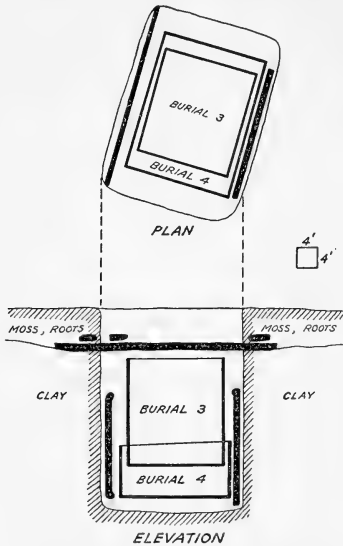 BURIAL 3
BURIAL 4
PLAN
4'
4'
MOSS, ROOTS
MOSS, ROOTS
CLAY
BURIAL 3
CLAY
BURIAL 4
ELEVATION